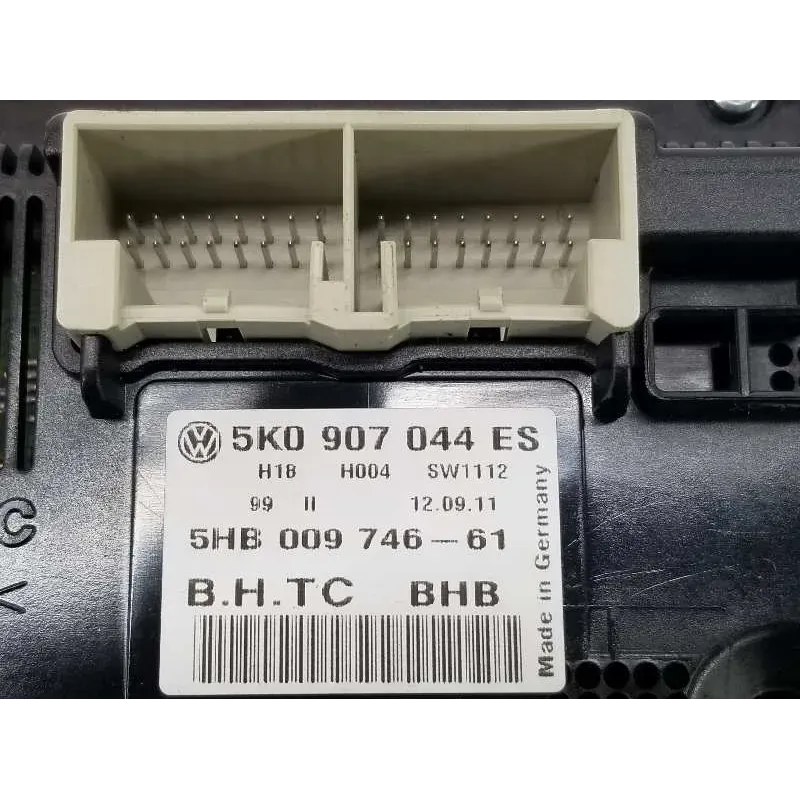 VW 5K0 907 044 ES
H18 H004 SW1112
99 II 12.09.11
5HB 009 746-61
B.H.TC BHB
Made in Germany
C